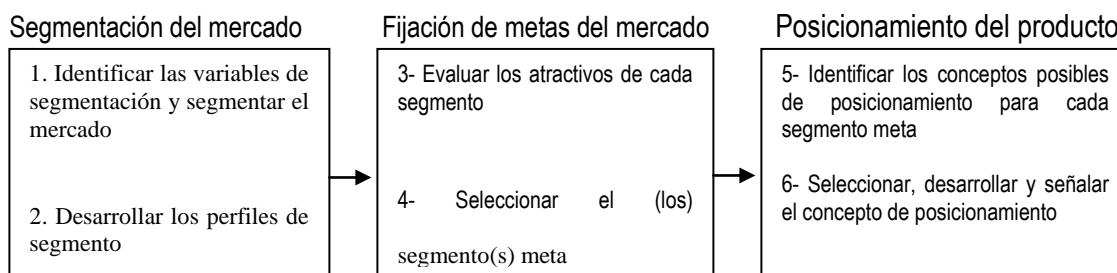 Segmentación del mercado
1. Identificar las variables de
segmentación y segmentar el
mercado
2. Desarrollar los perfiles de
segmento
Fijación de metas del mercado
3- Evaluar los atractivos de cada
segmento
4- Seleccionar el (los)
segmento(s) meta
Posicionamiento del producto
5- Identificar los conceptos posibles
de posicionamiento para cada
segmento meta
6- Seleccionar, desarrollar y señalar
el concepto de posicionamiento